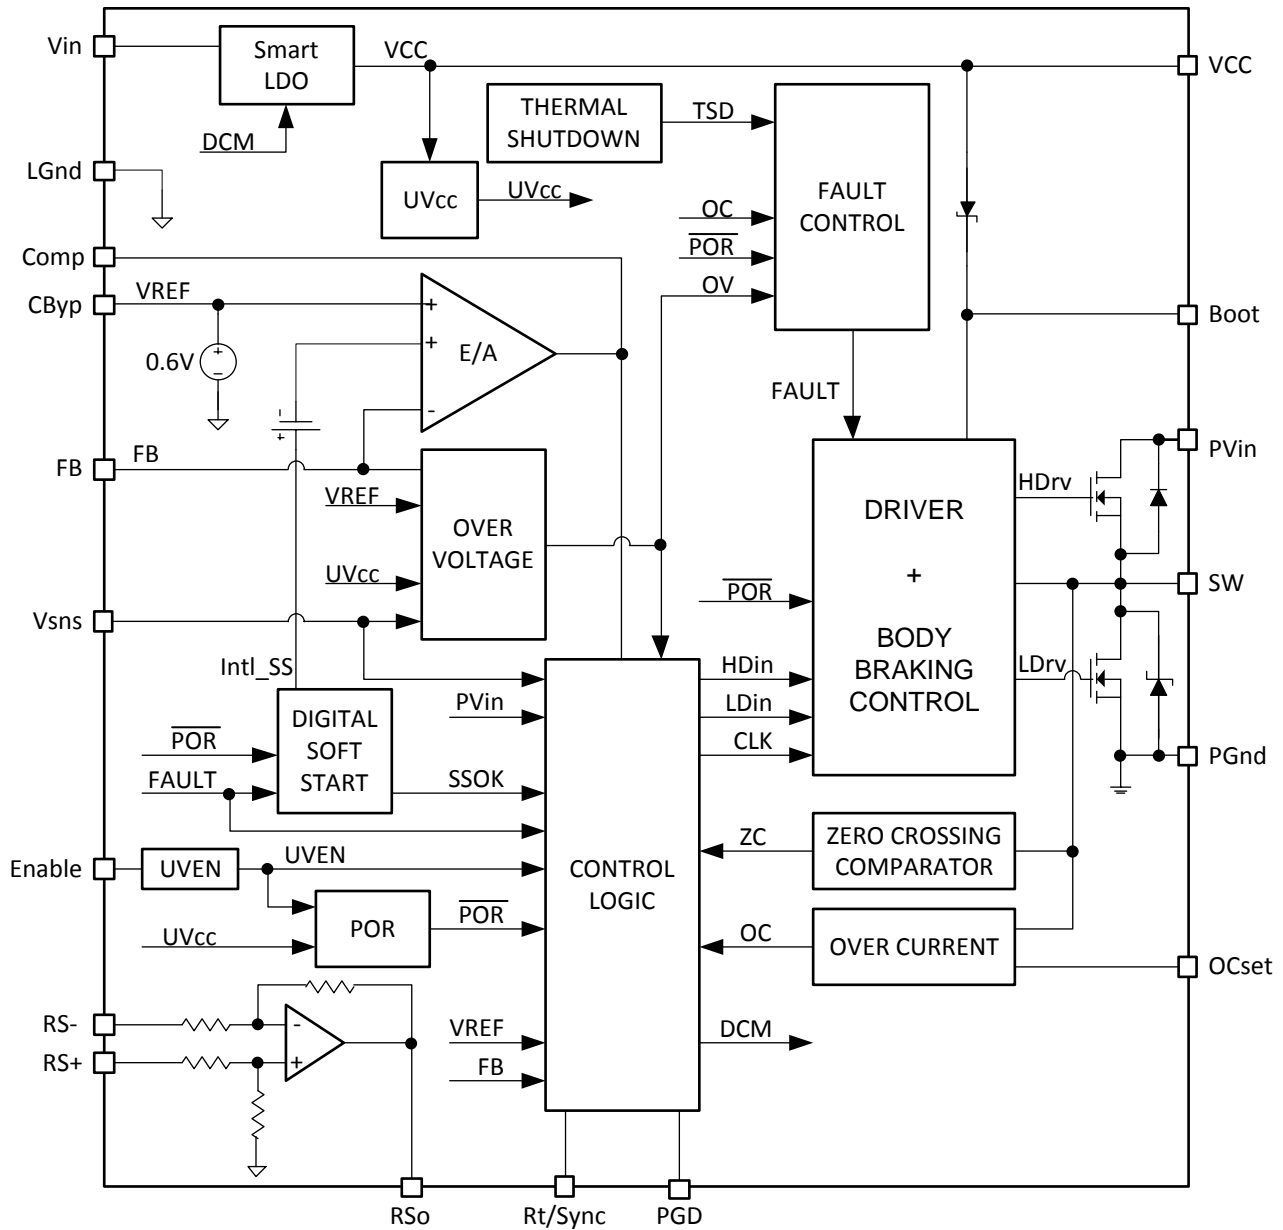 Vin
Smart
LDO
VCC
VCC
DCM
THERMAL
SHUTDOWN
TSD
LGnd
UVcc
UVcc
FAULT
CONTROL
OC
POR
OV
Comp
CByp
VREF
+
+
-
E/A
0.6V
+
−
Boot
FAULT
-
+
FB
FB
VREF
OVER
VOLTAGE
UVcc
PVin
HDrv
DRIVER
+
BODY
BRAKING
CONTROL
SW
POR
Vsns
Intl_SS
HDin
LDrv
PVin
LDin
DIGITAL
SOFT
START
POR
CLK
PGnd
FAULT
SSOK
ZC
ZERO CROSSING
COMPARATOR
Enable
UVEN
UVEN
CONTROL
LOGIC
POR
POR
UVcc
OC
OVER CURRENT
OCset
RS-
-
VREF
DCM
RS+
+
FB
RSo
Rt/Sync
PGD